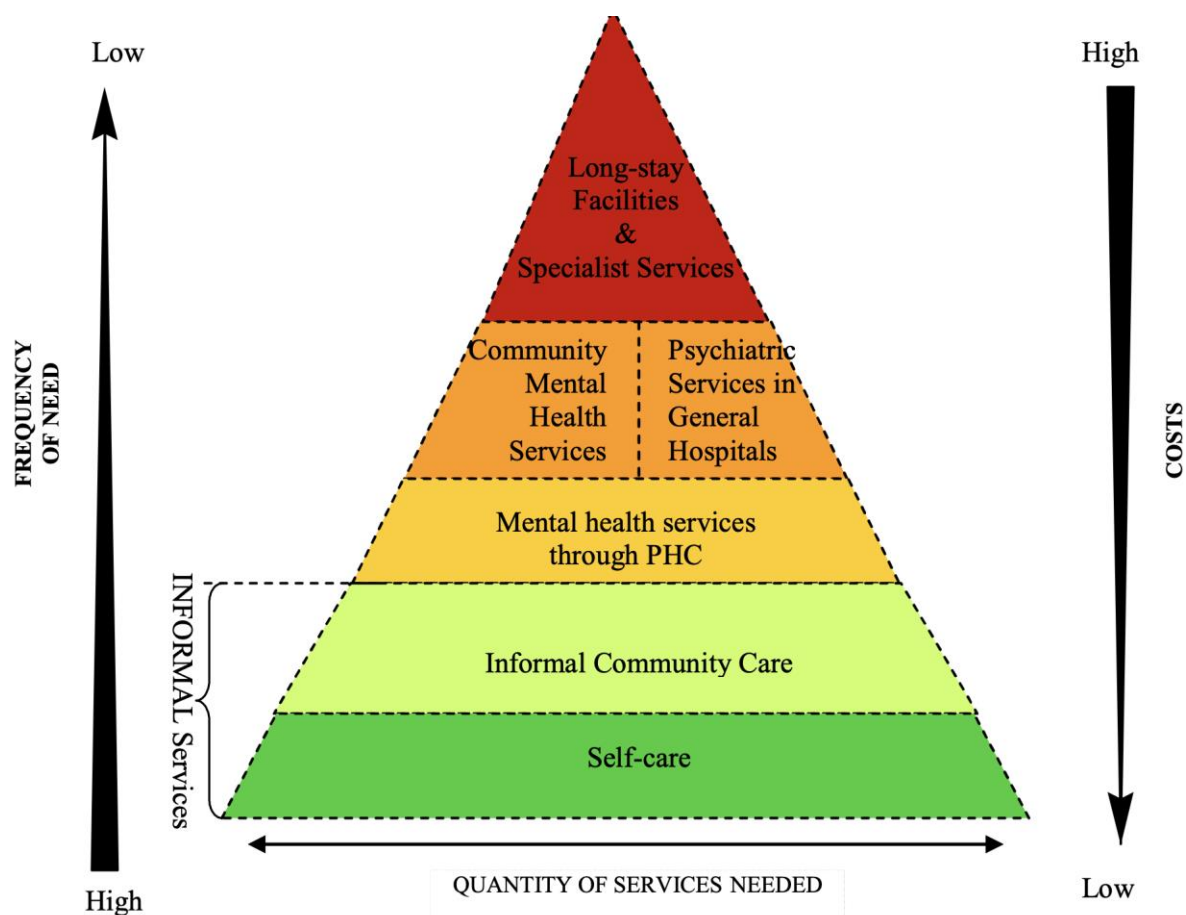 Low
High
Long-stay
Facilities
&
Specialist Services
Community
Mental
Health
Services
Psychiatric
Services in
General
Hospitals
FREQUENCY
OF NEED
COSTS
Mental health services
through PHC
INFORMAL Services
Informal Community Care
Self-care
QUANTITY OF SERVICES NEEDED
High
Low